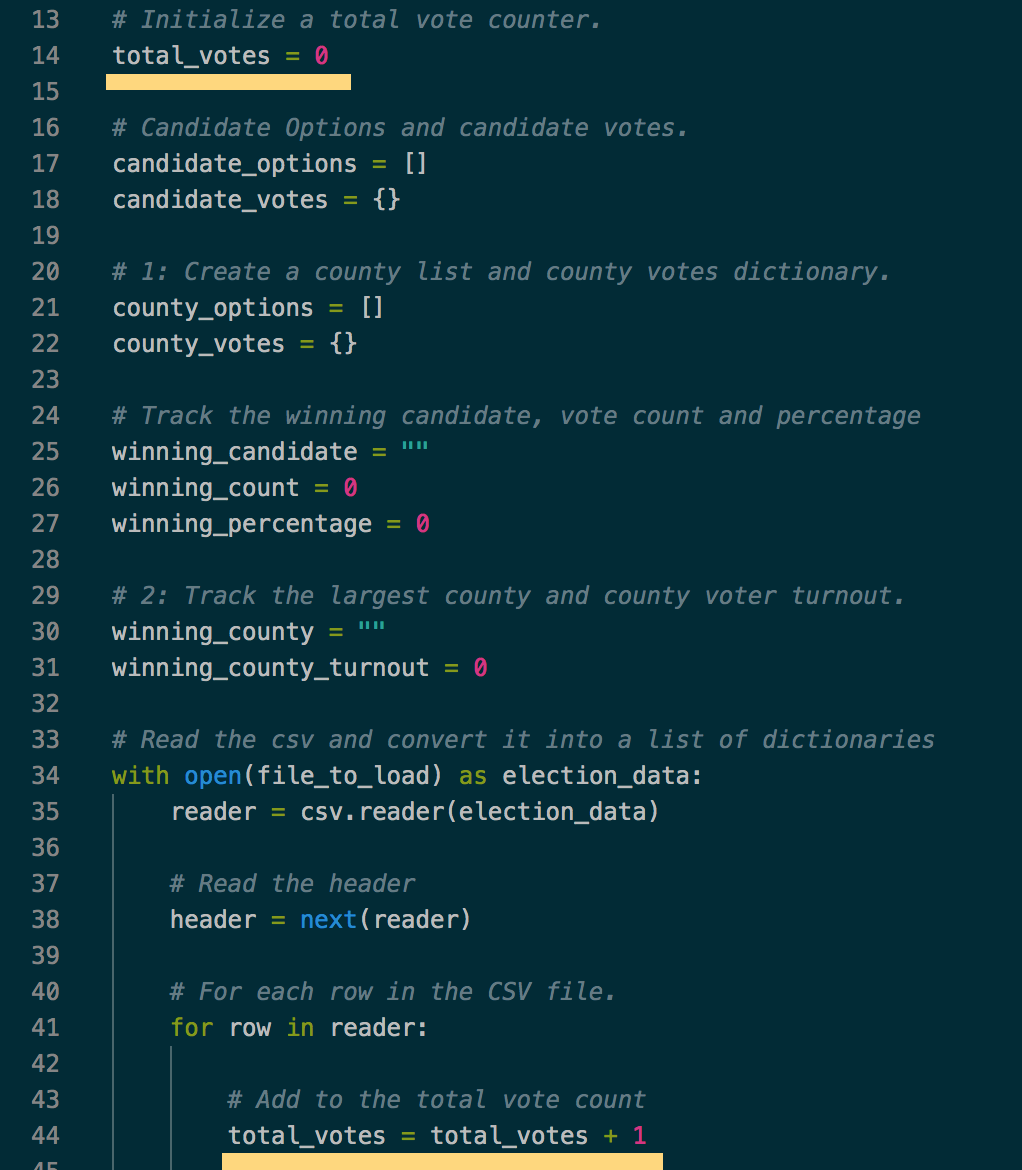 13 # Initialize a total vote counter.
14 total_votes = 0
15
16 # Candidate Options and candidate votes.
17 candidate_options = []
18 candidate_votes = {}
19
20 # 1: Create a county list and county votes dictionary.
21 county_options = []
22 county_votes = {}
23
24 # Track the winning candidate, vote count and percentage
25 winning_candidate = ""
26 winning_count = 0
27 winning_percentage = 0
28
29 # 2: Track the largest county and county voter turnout.
30 winning_county = ""
31 winning_county_turnout = 0
32
33 # Read the csv and convert it into a list of dictionaries
34 with open(file_to_load) as election_data:
35     reader = csv.reader(election_data)
36
37     # Read the header
38     header = next(reader)
39
40     # For each row in the CSV file.
41     for row in reader:
42
43         # Add to the total vote count
44         total_votes = total_votes + 1
45